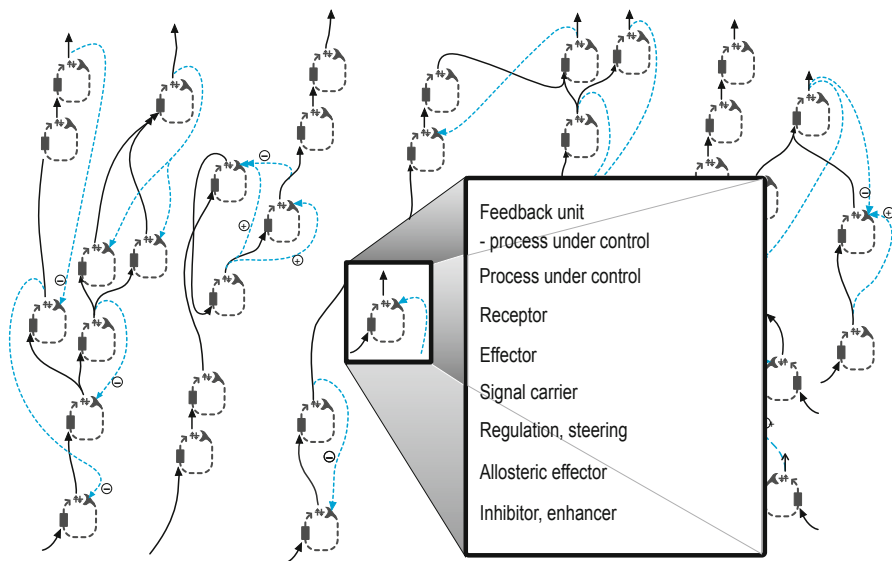 Feedback unit
- process under control
Process under control
Receptor
Effector
Signal carrier
Regulation, steering
Allosteric effector
Inhibitor, enhancer